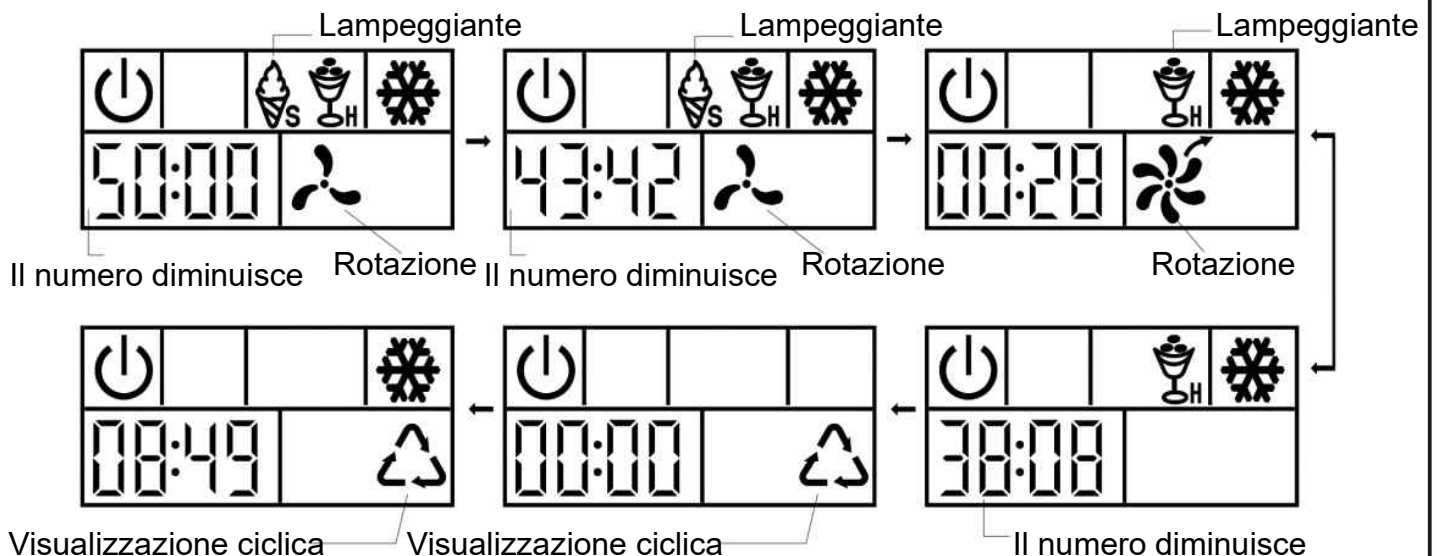 Lampeggiante
Lampeggiante
Lampeggiante
S H
S H
H
50:00
43:42
00:28
Il numero diminuisce
Rotazione
Il numero diminuisce
Rotazione
Rotazione
H
08:49
00:00
38:08
Visualizzazione ciclica
Visualizzazione ciclica
Il numero diminuisce